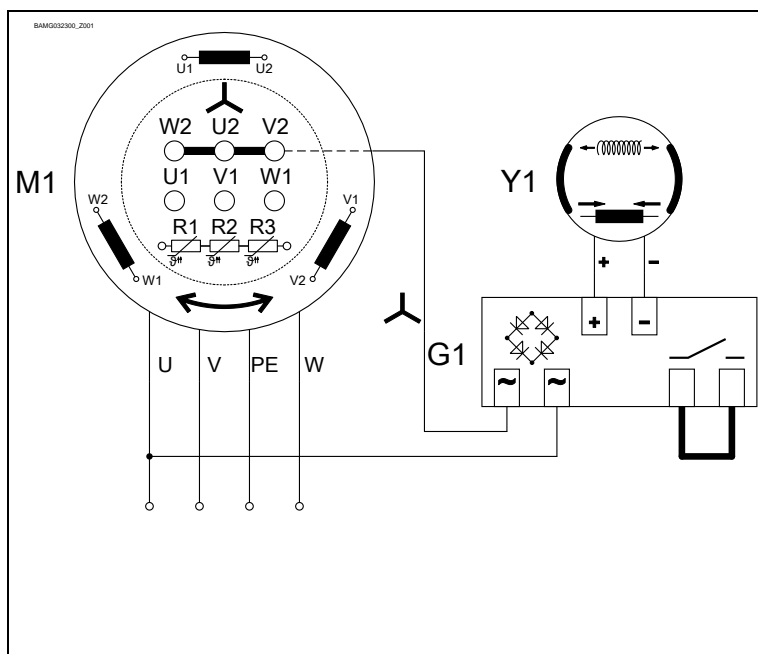 BAMG032300_Z001
U1 U2
W2 U2 V2
M1
U1 V1 W1
Y1
W2
V1
R1 R2 R3
ϑ ϑ ϑ
W1
V2
+ −
+ −
G1
U V PE W
~ ~